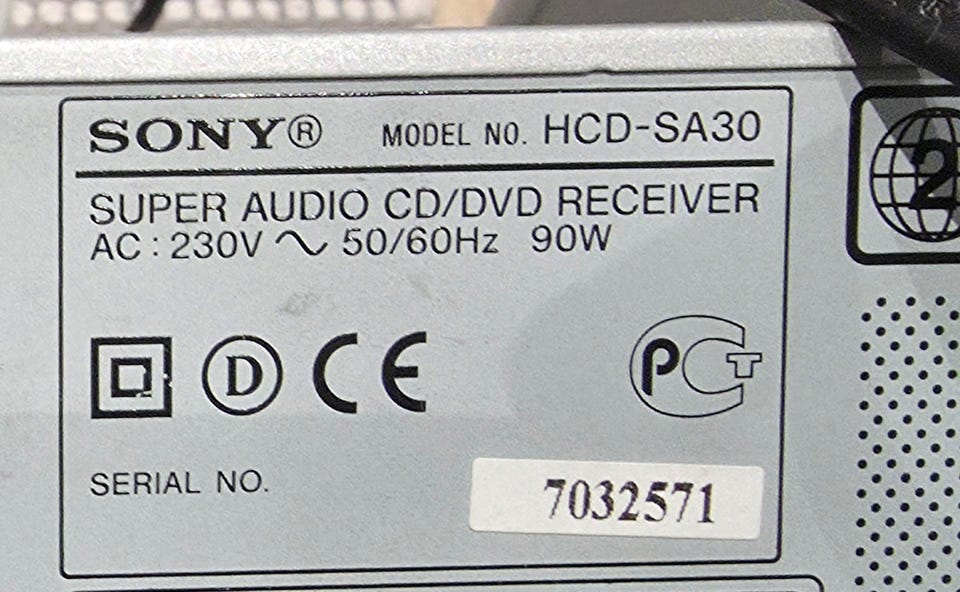 SONY® MODEL NO. HCD-SA30
SUPER AUDIO CD/DVD RECEIVER
AC : 230V ~ 50/60Hz 90W
D CE PCT
SERIAL NO. 7032571
2